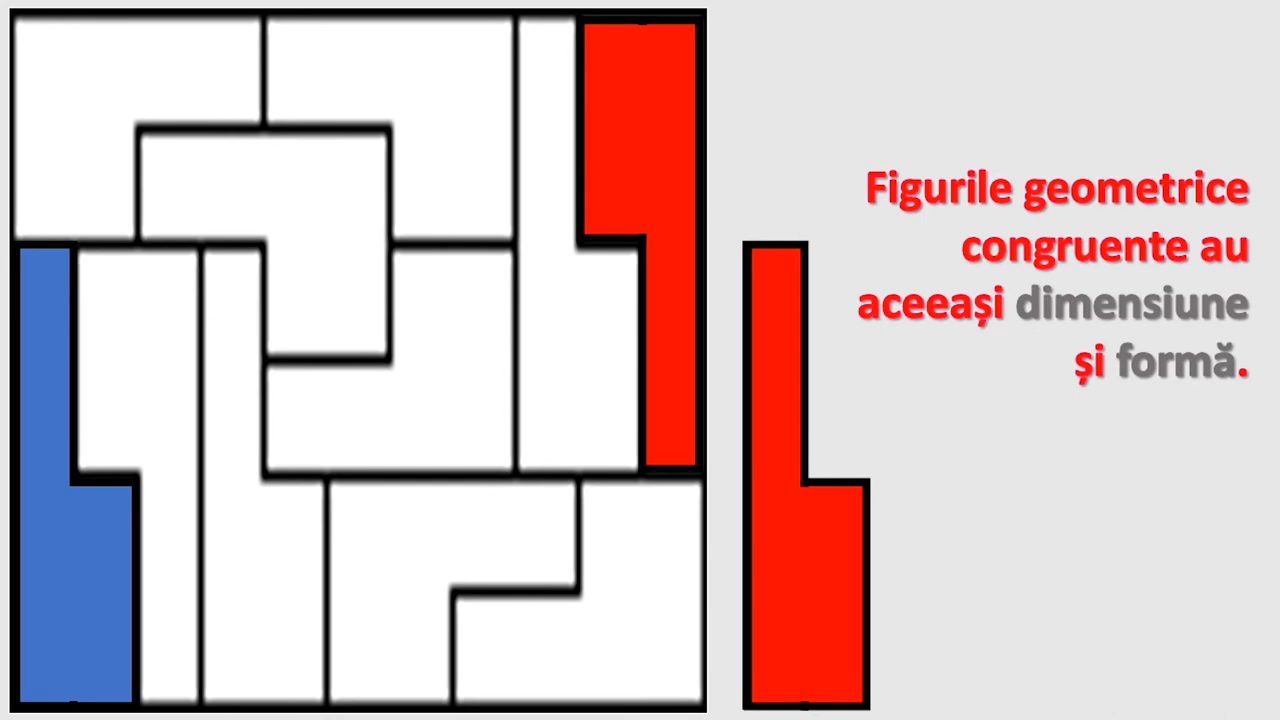 Figurile geometrice
congruente au
aceeași dimensiune
și formă.